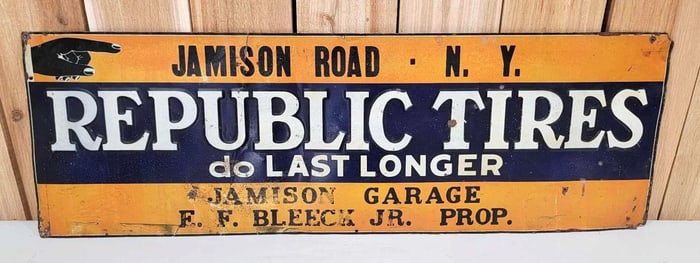 JAMISON ROAD · N. Y.
REPUBLIC TIRES
do LAST LONGER
JAMISON GARAGE
E. F. BLEECK JR. PROP.